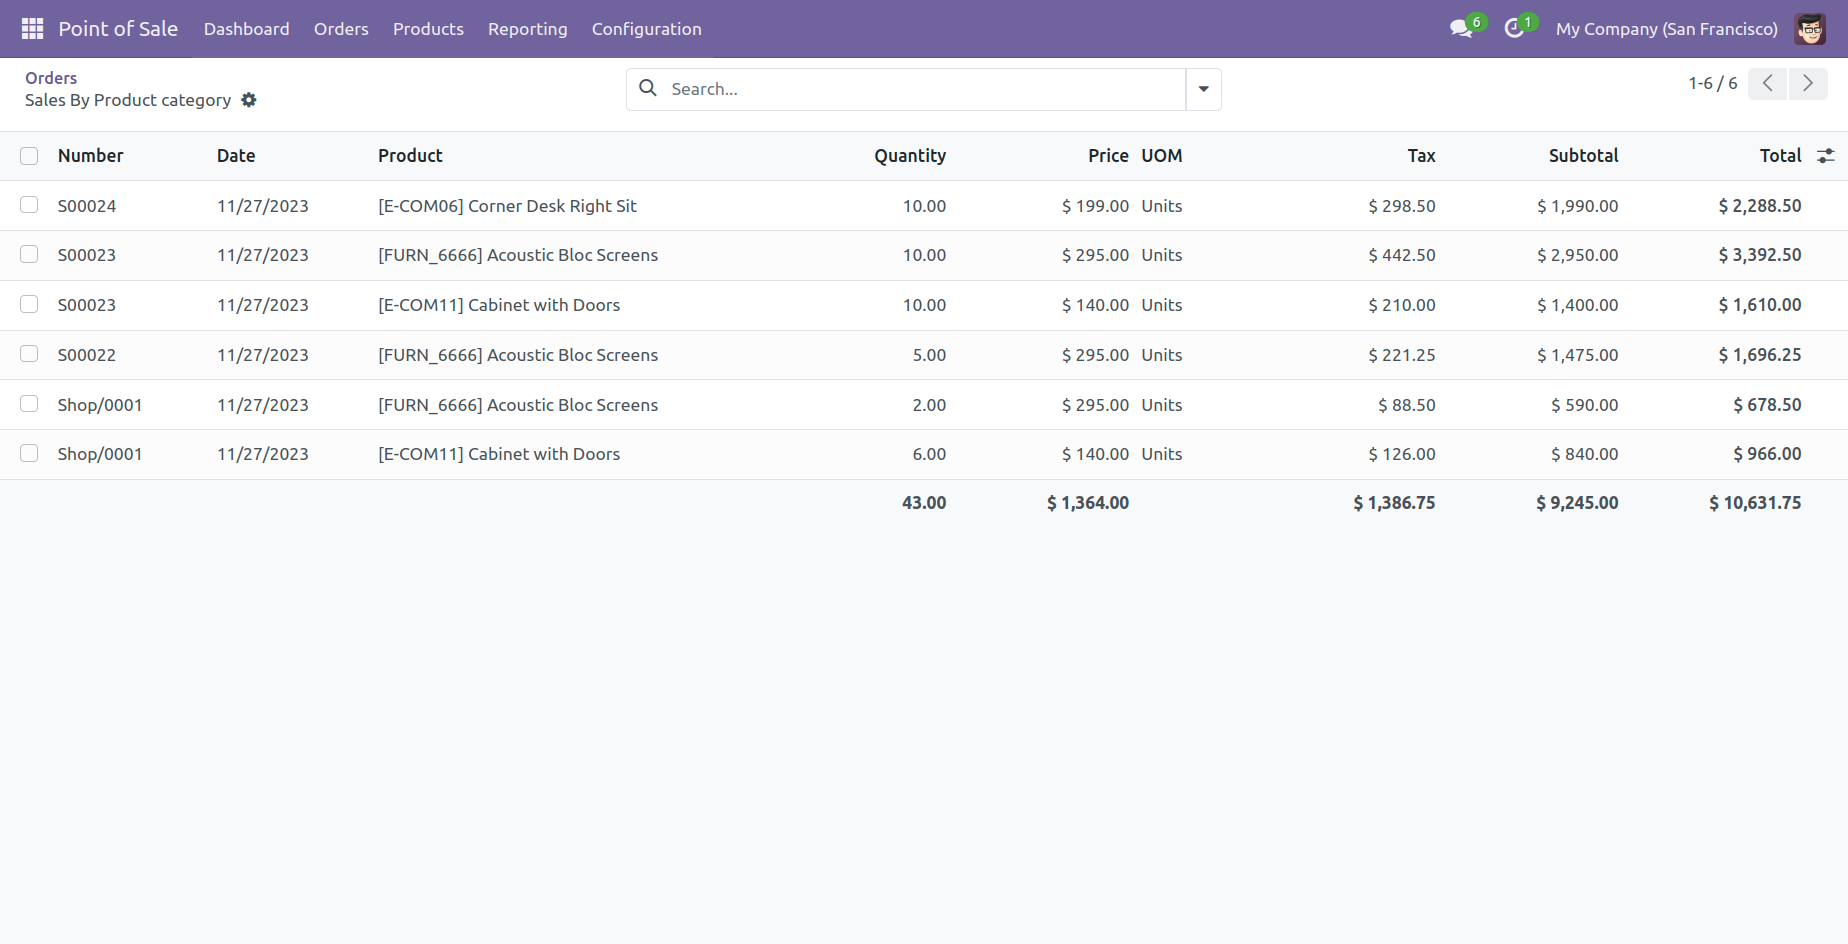 Point of Sale Dashboard Orders Products Reporting Configuration 6 1 My Company (San Francisco)
Orders
Sales By Product category
Search...
1-6 / 6
Number Date Product Quantity Price UOM Tax Subtotal Total
S00024 11/27/2023 [E-COM06] Corner Desk Right Sit 10.00 $ 199.00 Units $ 298.50 $ 1,990.00 $ 2,288.50
S00023 11/27/2023 [FURN_6666] Acoustic Bloc Screens 10.00 $ 295.00 Units $ 442.50 $ 2,950.00 $ 3,392.50
S00023 11/27/2023 [E-COM11] Cabinet with Doors 10.00 $ 140.00 Units $ 210.00 $ 1,400.00 $ 1,610.00
S00022 11/27/2023 [FURN_6666] Acoustic Bloc Screens 5.00 $ 295.00 Units $ 221.25 $ 1,475.00 $ 1,696.25
Shop/0001 11/27/2023 [FURN_6666] Acoustic Bloc Screens 2.00 $ 295.00 Units $ 88.50 $ 590.00 $ 678.50
Shop/0001 11/27/2023 [E-COM11] Cabinet with Doors 6.00 $ 140.00 Units $ 126.00 $ 840.00 $ 966.00
43.00 $ 1,364.00 $ 1,386.75 $ 9,245.00 $ 10,631.75